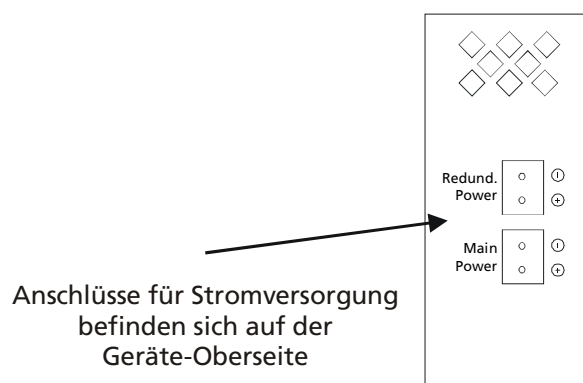 Redund.
Power
Main
Power
Anschlüsse für Stromversorgung
befinden sich auf der
Geräte-Oberseite